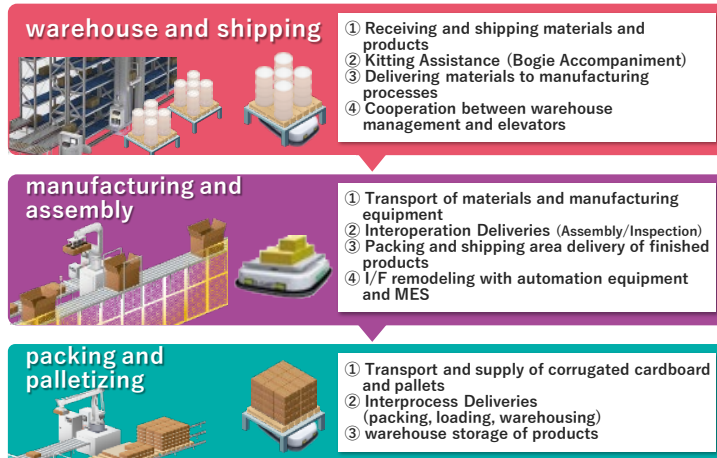 warehouse and shipping
① Receiving and shipping materials and
products
② Kitting Assistance (Bogie Accompaniment)
③ Delivering materials to manufacturing
processes
④ Cooperation between warehouse
management and elevators
manufacturing and
assembly
① Transport of materials and manufacturing
equipment
② Interoperation Deliveries (Assembly/Inspection)
③ Packing and shipping area delivery of finished
products
④ I/F remodeling with automation equipment
and MES
packing and
palletizing
① Transport and supply of corrugated cardboard
and pallets
② Interprocess Deliveries
(packing, loading, warehousing)
③ warehouse storage of products